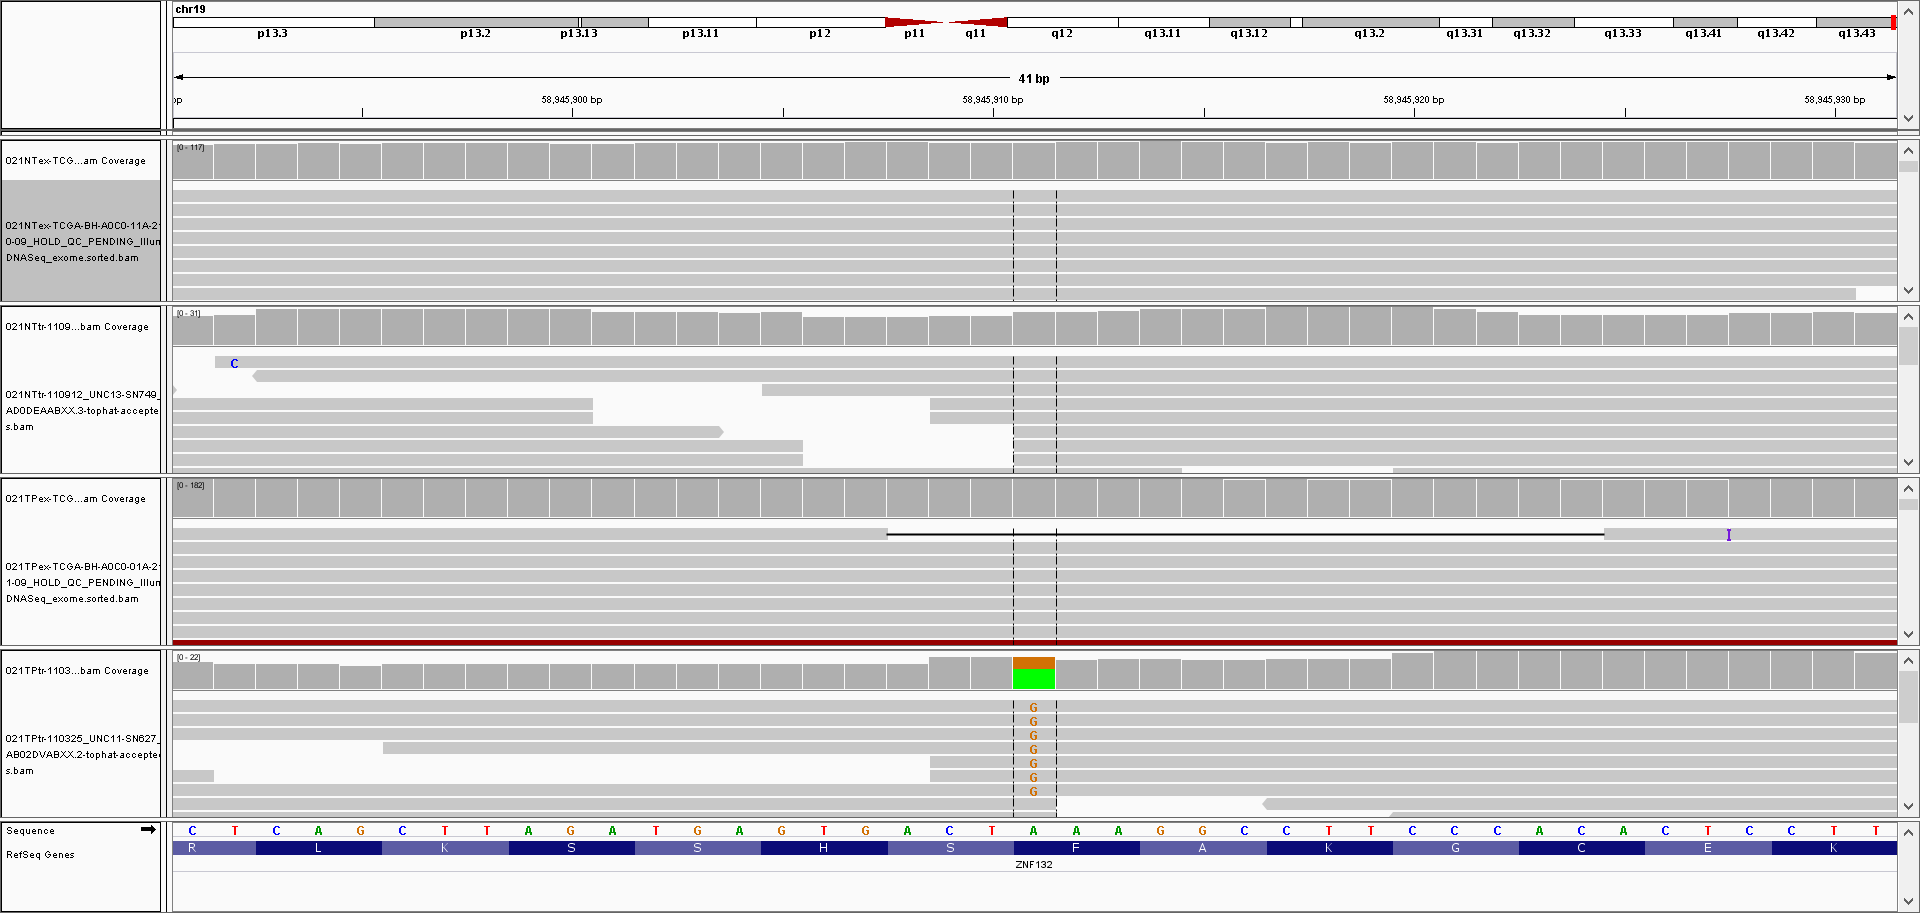 chr19
p13.3 p13.2 p13.13 p13.11 p12 p11 q11 q12 q13.11 q13.12 q13.2 q13.31 q13.32 q13.33 q13.41 q13.42 q13.43
41 bp
bp 58,945,900 bp 58,945,910 bp 58,945,920 bp 58,945,930 bp
[0 - 117]
021NTex-TCG...am Coverage
021NTex-TCGA-BH-A0C0-11A-2
0-09_HOLD_QC_PENDING_Illum
DNASeq_exome.sorted.bam
[0 - 31]
021NTtr-1109...bam Coverage
C
021NTtr-110912_UNC13-SN749_
AD0DEAABXX.3-tophat-accepte
s.bam
[0 - 182]
021TPex-TCG...am Coverage
I
021TPex-TCGA-BH-A0C0-01A-2
1-09_HOLD_QC_PENDING_Illum
DNASeq_exome.sorted.bam
[0 - 22]
021TPtr-1103...bam Coverage
G
G
G
G
G
G
G
021TPtr-110325_UNC11-SN627_
AB02DVABXX.2-tophat-accepte
s.bam
Sequence C T C A G C T T A G A T G A G T G A C T A A A G G C C T T C C C A C A C T C C T T
RefSeq Genes R L K S S H S F A K G C E K
ZNF132